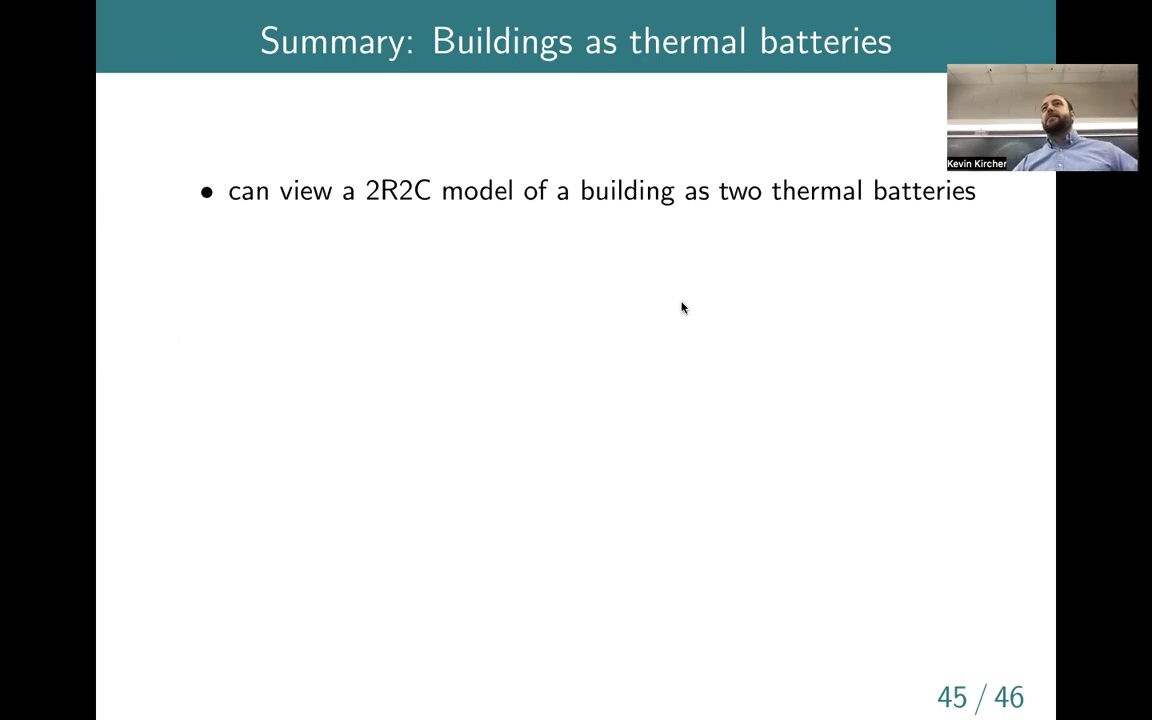 Summary: Buildings as thermal batteries
Kevin Kircher
• can view a 2R2C model of a building as two thermal batteries
45 / 46